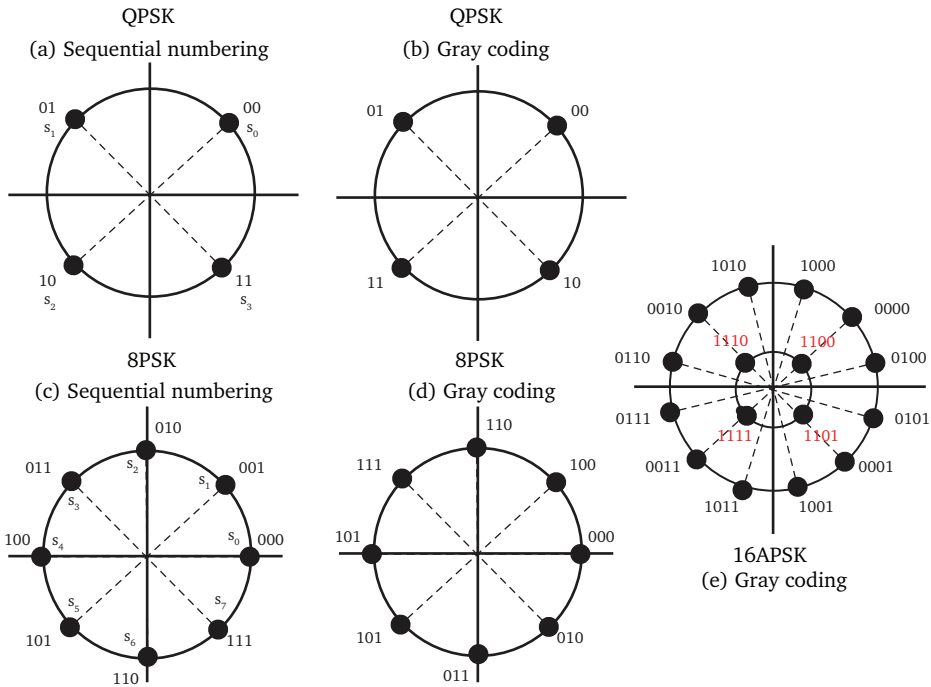 QPSK
(a) Sequential numbering
01
s₁
00
s₀
10
s₂
11
s₃
QPSK
(b) Gray coding
01
00
11
10
8PSK
(c) Sequential numbering
010
s₂
011
s₃
001
s₁
100
s₄
s₀
000
s₅
101
s₆
110
s₇
111
8PSK
(d) Gray coding
110
111
100
101
000
101
010
011
1010
1000
0010
0000
1110
1100
0110
0100
0111
0101
1111
1101
0011
0001
1011
1001
16APSK
(e) Gray coding